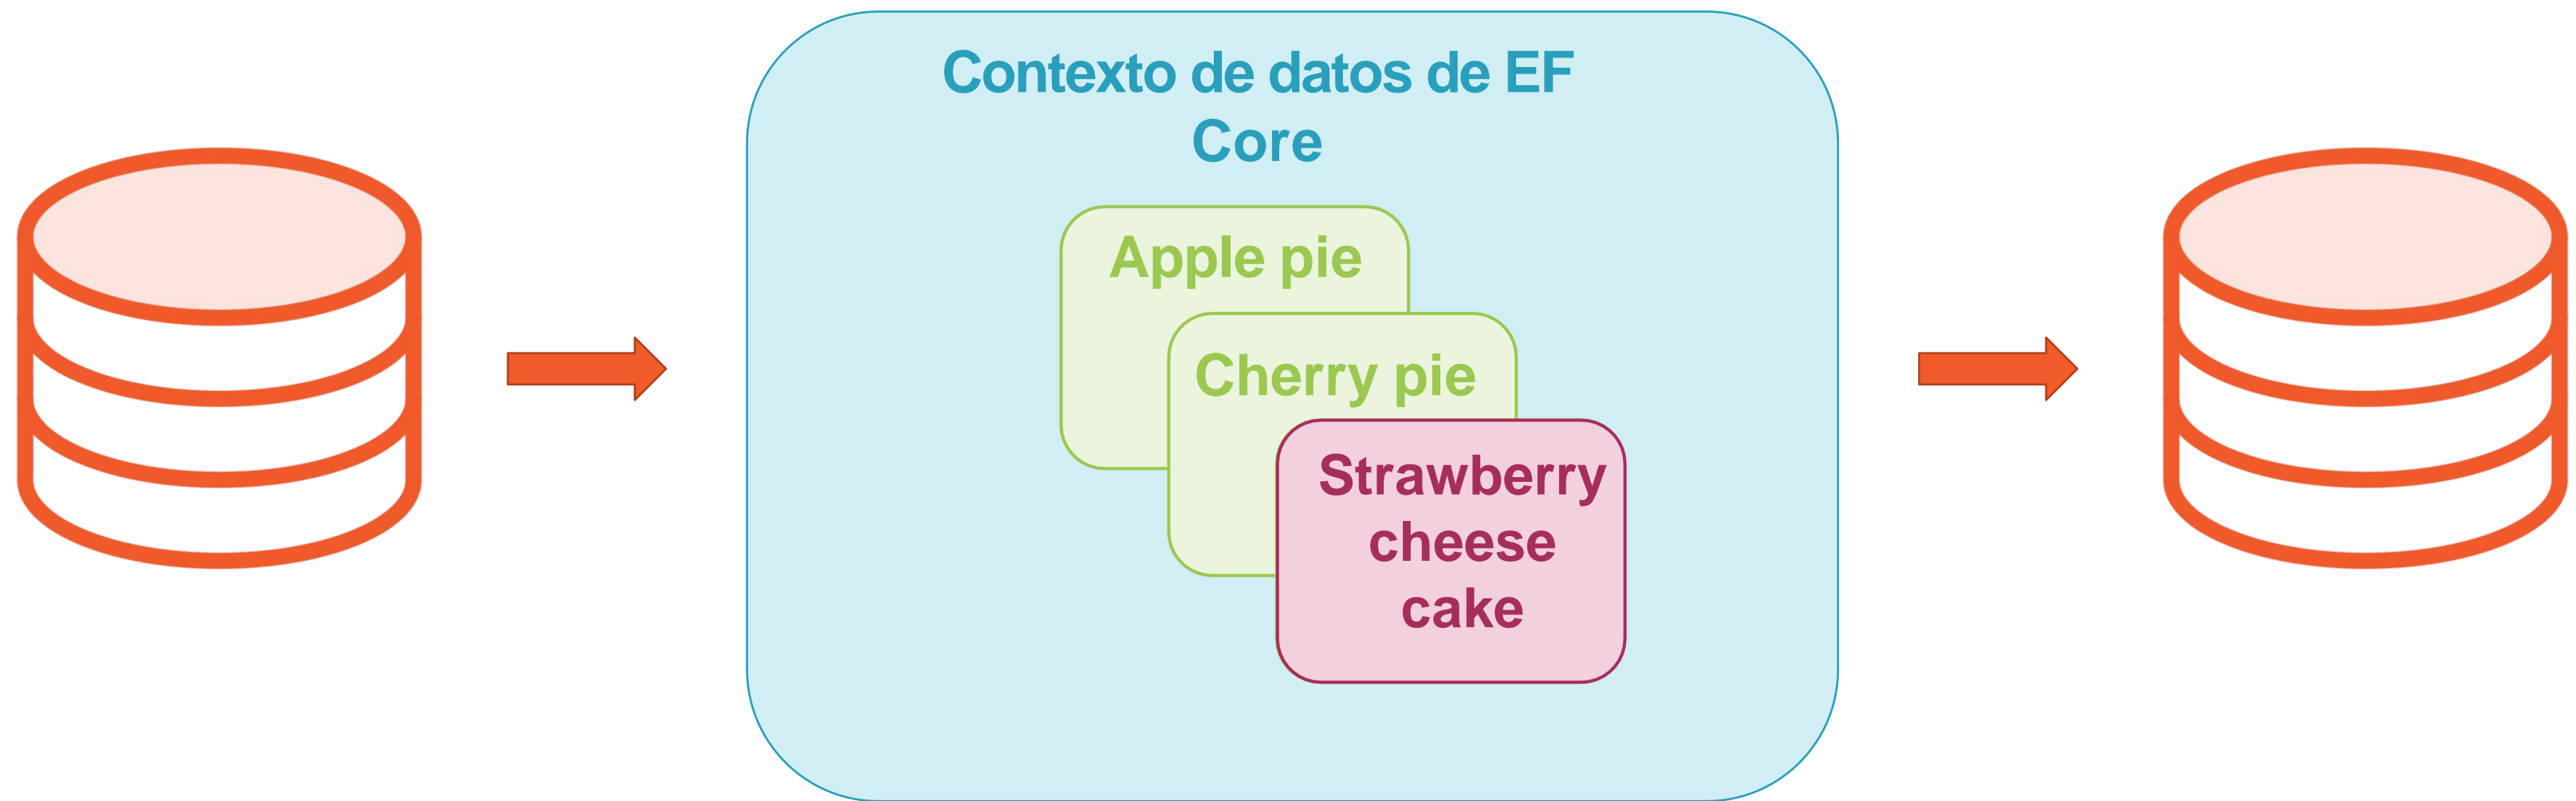 Contexto de datos de EF
Core
Apple pie
Cherry pie
Strawberry
cheese
cake